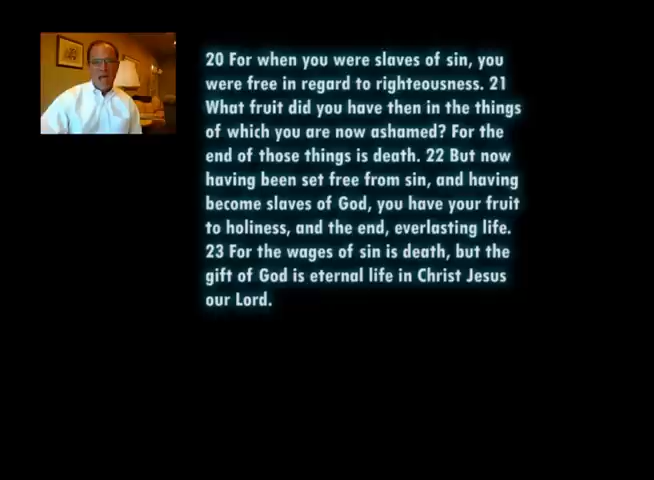 20 For when you were slaves of sin, you
were free in regard to righteousness. 21
What fruit did you have then in the things
of which you are now ashamed? For the
end of those things is death. 22 But now
having been set free from sin, and having
become slaves of God, you have your fruit
to holiness, and the end, everlasting life.
23 For the wages of sin is death, but the
gift of God is eternal life in Christ Jesus
our Lord.